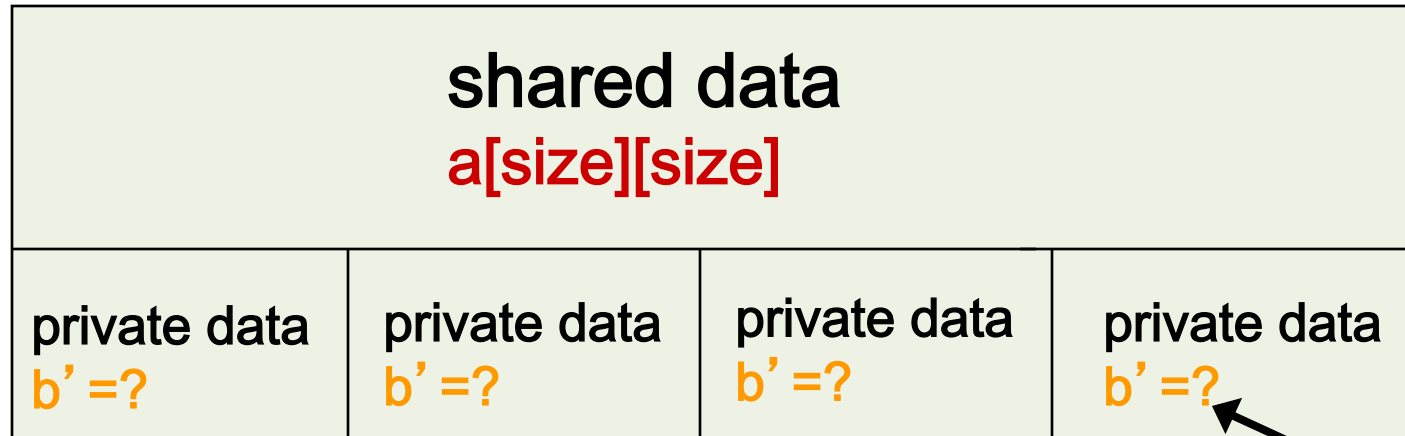 shared data
a[size][size]
private data
b’ =?
private data
b’ =?
private data
b’ =?
private data
b’ =?